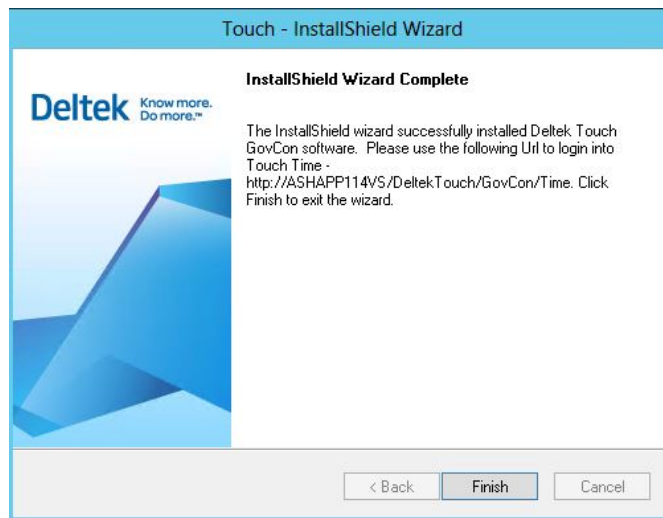 Touch - InstallShield Wizard
Deltek Know more.
Do more.™
InstallShield Wizard Complete
The InstallShield wizard successfully installed Deltek Touch
GovCon software. Please use the following Url to login into
Touch Time -
http://ASHAPP114VS/DeltekTouch/GovCon/Time. Click
Finish to exit the wizard.
< Back
Finish
Cancel